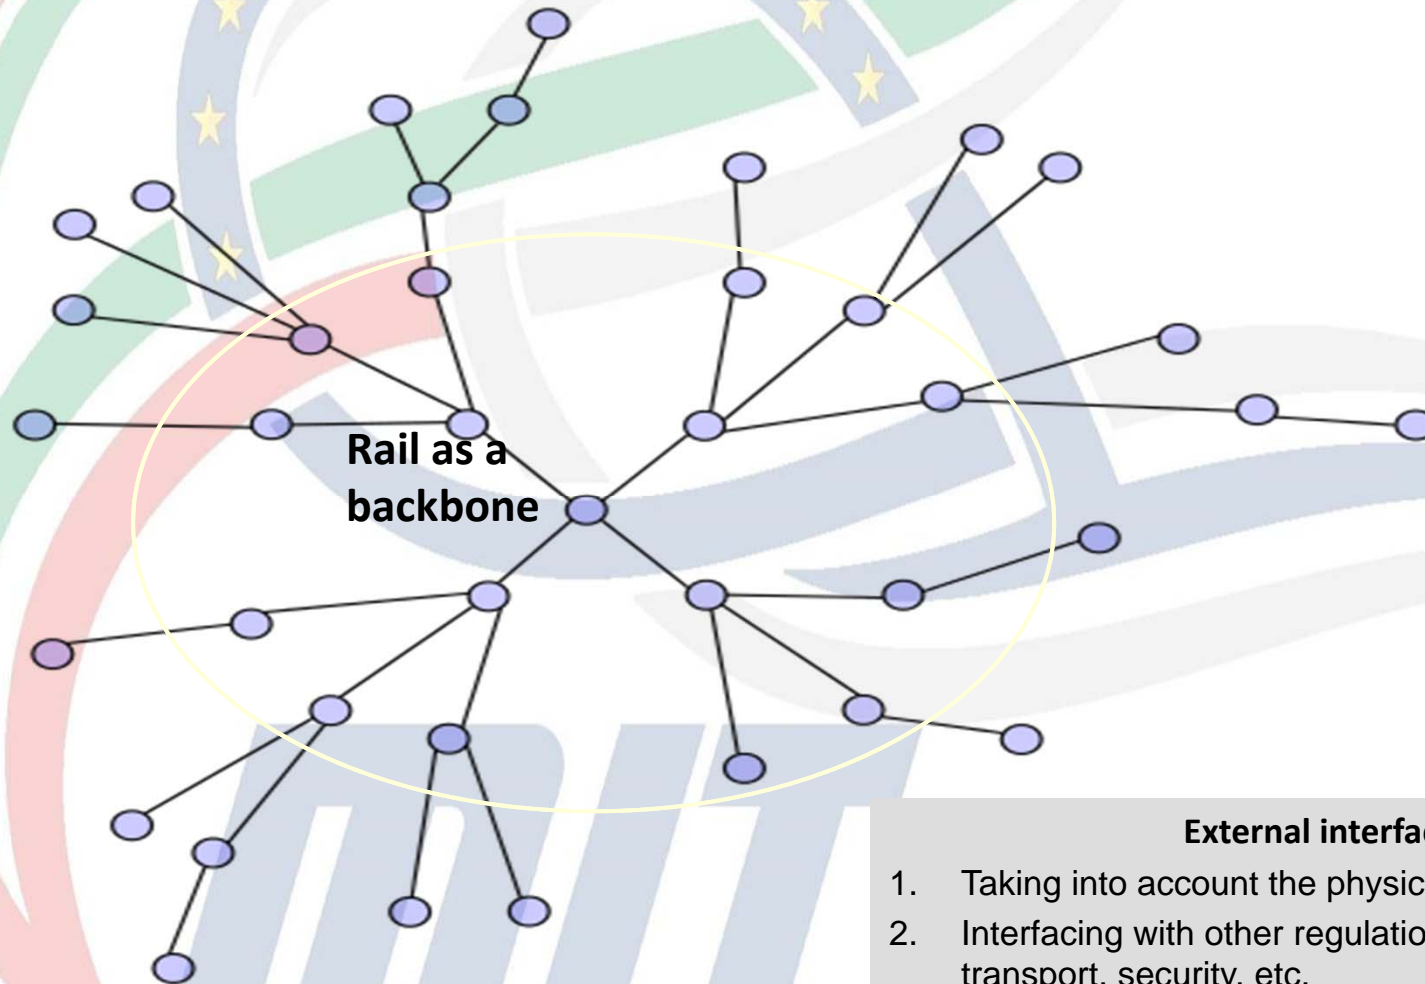 Rail as a
backbone
MIT
External interfa
1. Taking into account the physic
2. Interfacing with other regulatio
transport, security, etc.